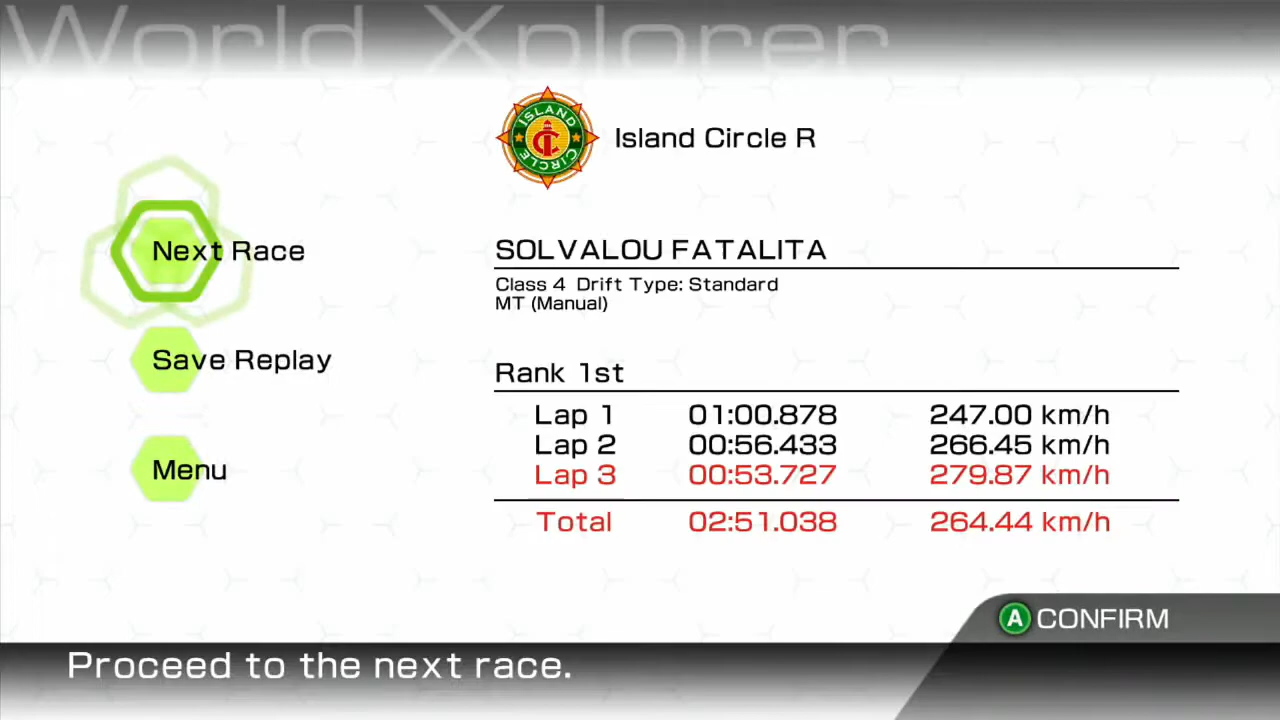 World Xplorer
ISLAND
CIRCLE
Island Circle R
Next Race
Save Replay
Menu
SOLVALOU FATALITA
Class 4 Drift Type: Standard
MT (Manual)
Rank 1st
Lap 1 01:00.878 247.00 km/h
Lap 2 00:56.433 266.45 km/h
Lap 3 00:53.727 279.87 km/h
Total 02:51.038 264.44 km/h
A CONFIRM
Proceed to the next race.